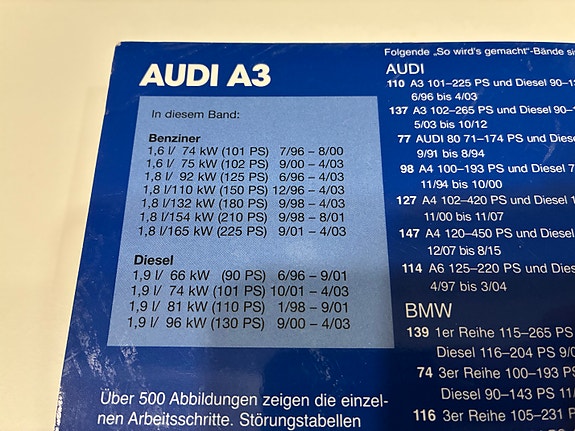 AUDI A3
In diesem Band:
Benziner
1,6 l/ 74 kW (101 PS) 7/96 – 8/00
1,6 l/ 75 kW (102 PS) 9/00 – 4/03
1,8 l/ 92 kW (125 PS) 6/96 – 4/03
1,8 l/110 kW (150 PS) 12/96 – 4/03
1,8 l/132 kW (180 PS) 9/98 – 4/03
1,8 l/154 kW (210 PS) 9/98 – 8/01
1,8 l/165 kW (225 PS) 9/01 – 4/03
Diesel
1,9 l/ 66 kW (90 PS) 6/96 – 9/01
1,9 l/ 74 kW (101 PS) 10/01 – 4/03
1,9 l/ 81 kW (110 PS) 1/98 – 9/01
1,9 l/ 96 kW (130 PS) 9/00 – 4/03
Über 500 Abbildungen zeigen die einzel-
nen Arbeitsschritte. Störungstabellen
Folgende „So wird's gemacht“-Bände
AUDI
110 A3 101–225 PS und Diesel 90–
6/96 bis 4/03
137 A3 102–265 PS und Diesel 90–
5/03 bis 10/12
77 AUDI 80 71–174 PS und
9/91 bis 8/94
98 A4 100–193 PS und Diesel
11/94 bis 10/00
127 A4 102–420 PS und Diesel
11/00 bis 11/07
147 A4 120–450 PS und Diesel
12/07 bis 8/15
114 A6 125–220 PS und
4/97 bis 3/04
BMW
139 1er Reihe 115–265 PS
Diesel 116–204 PS
74 3er Reihe 100–193 PS
Diesel 90–143 PS
116 3er Reihe 105–231